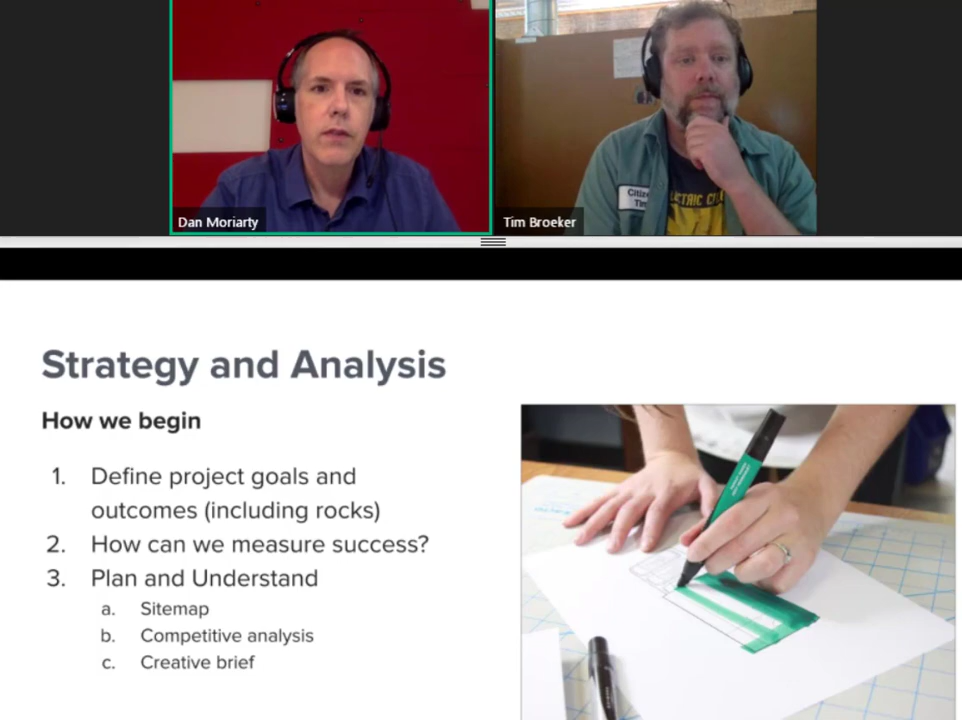 Dan Moriarty
Tim Broeker
Strategy and Analysis
How we begin
1. Define project goals and
outcomes (including rocks)
2. How can we measure success?
3. Plan and Understand
a. Sitemap
b. Competitive analysis
c. Creative brief